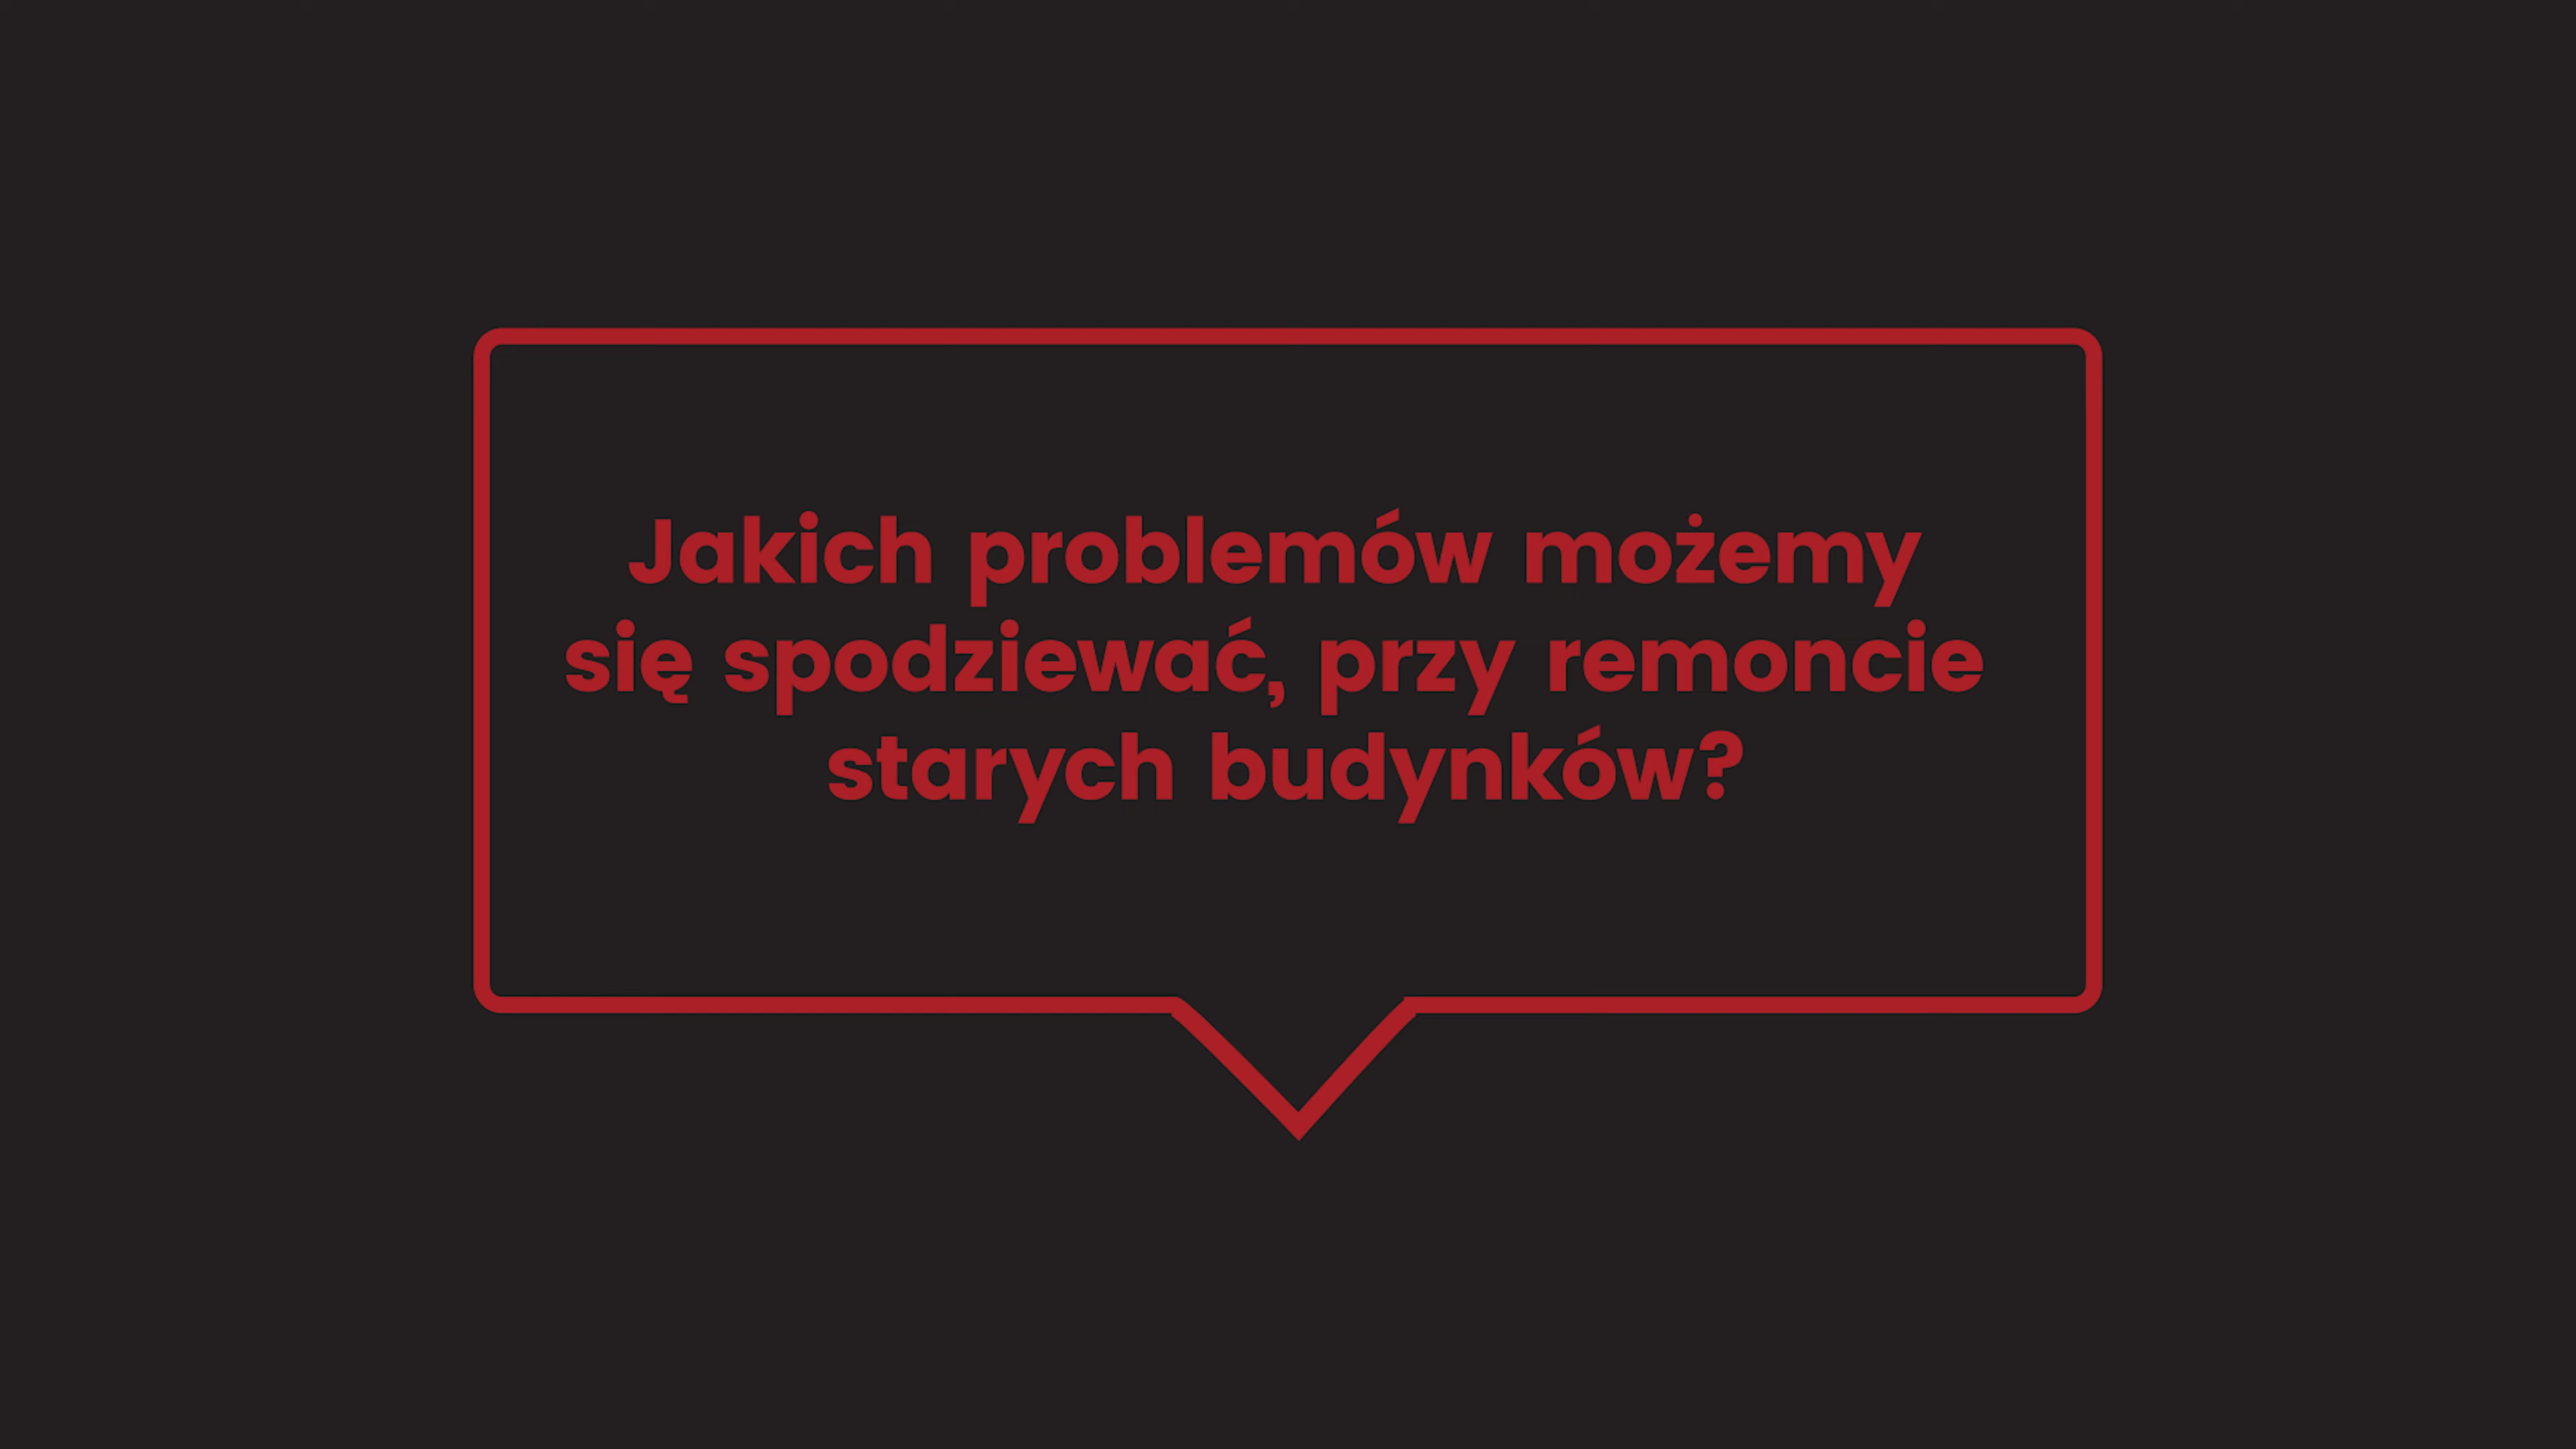 Jakich problemów możemy
się spodziewać, przy remoncie
starych budynków?